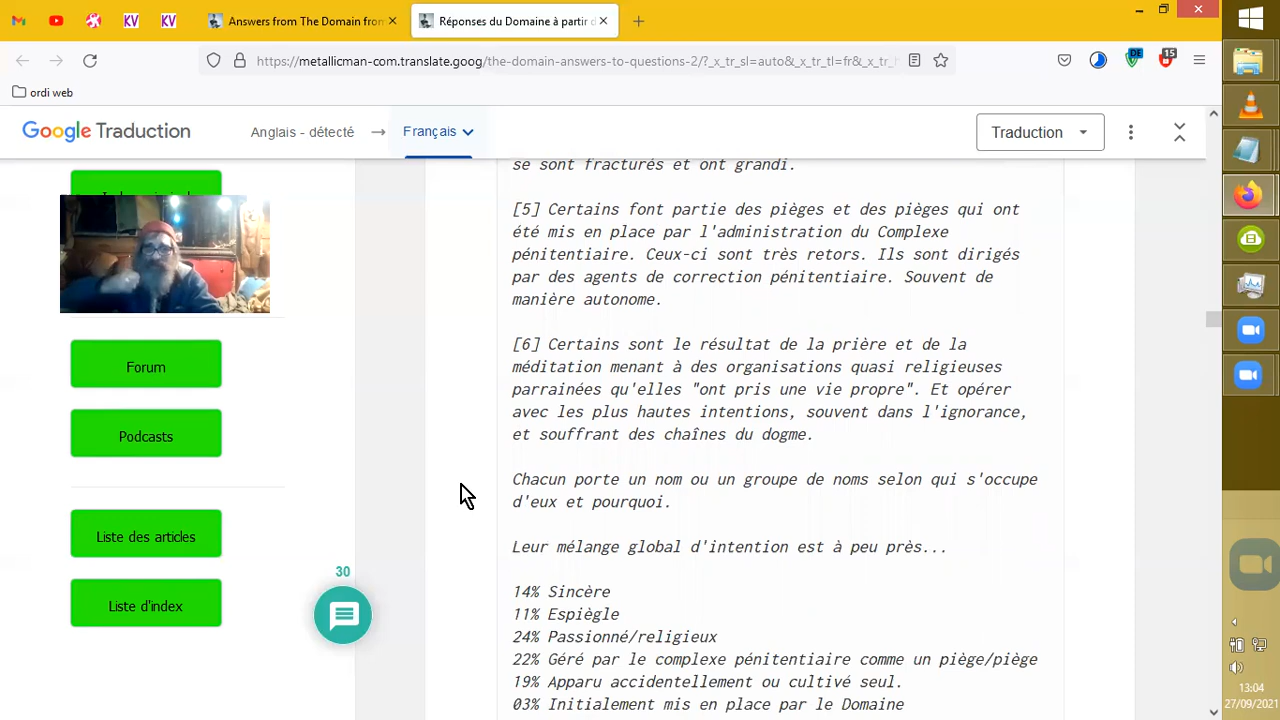 KV
KV
Answers from The Domain from
Réponses du Domaine à partir d
https://metallicman-com.translate.goog/the-domain-answers-to-questions-2/?_x_tr_sl=auto&_x_tr_tl=fr&_x_tr_
DE
15
ordi web
Google Traduction
Anglais - détecté
Français
Traduction
se sont fracturés et ont grandi.
[5] Certains font partie des pièges et des pièges qui ont
été mis en place par l'administration du Complexe
pénitentiaire. Ceux-ci sont très retors. Ils sont dirigés
par des agents de correction pénitentiaire. Souvent de
manière autonome.
[6] Certains sont le résultat de la prière et de la
méditation menant à des organisations quasi religieuses
parrainées qu'elles "ont pris une vie propre". Et opérer
avec les plus hautes intentions, souvent dans l'ignorance,
et souffrant des chaînes du dogme.
Chacun porte un nom ou un groupe de noms selon qui s'occupe
d'eux et pourquoi.
Leur mélange global d'intention est à peu près...
14% Sincère
11% Espiègle
24% Passionné/religieux
22% Géré par le complexe pénitentiaire comme un piège/piège
19% Apparu accidentellement ou cultivé seul.
03% Initialement mis en place par le Domaine
Forum
Podcasts
Liste des articles
Liste d'index
30
13:04
27/09/2021